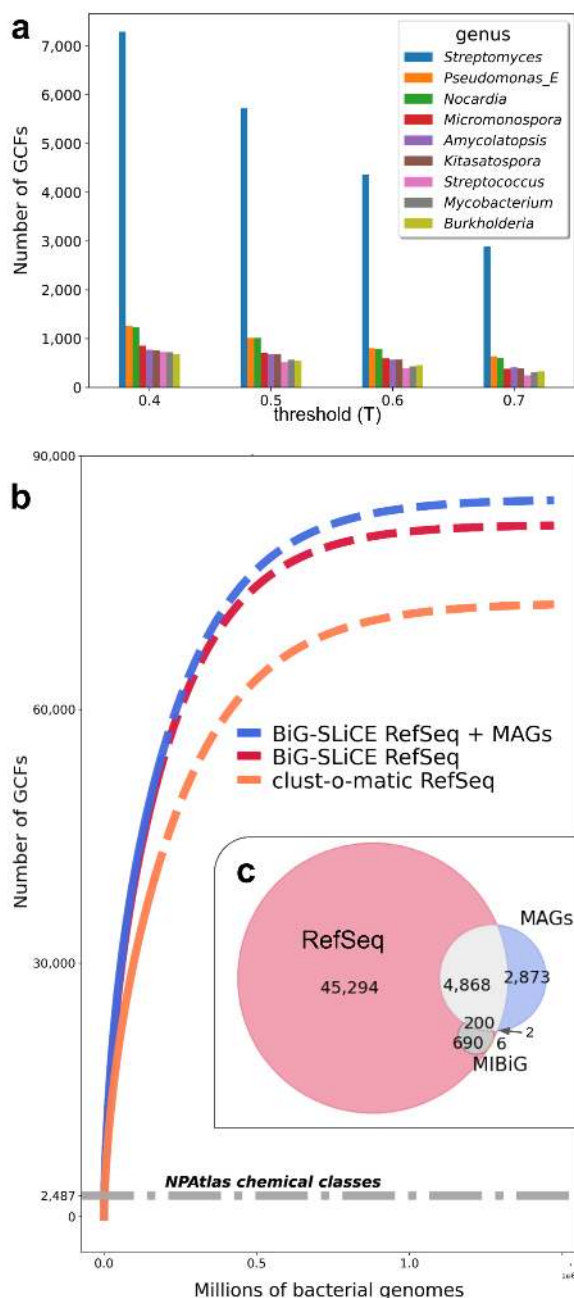 a
genus
Streptomyces
Pseudomonas_E
Nocardia
Micromonospora
Amycolatopsis
Kitasatospora
Streptococcus
Mycobacterium
Burkholderia
Number of GCFs
7,000
6,000
5,000
4,000
3,000
2,000
1,000
0
0.4 0.5 0.6 0.7
threshold (T)
b
Number of GCFs
90,000
60,000
30,000
2,487
0
BiG-SLiCE RefSeq + MAGs
BiG-SLiCE RefSeq
clust-o-matic RefSeq
c
MAGs
RefSeq
45,294
4,868
2,873
200
2
690
6
MIBiG
NPAtlas chemical classes
0.0 0.5 1.0
Millions of bacterial genomes